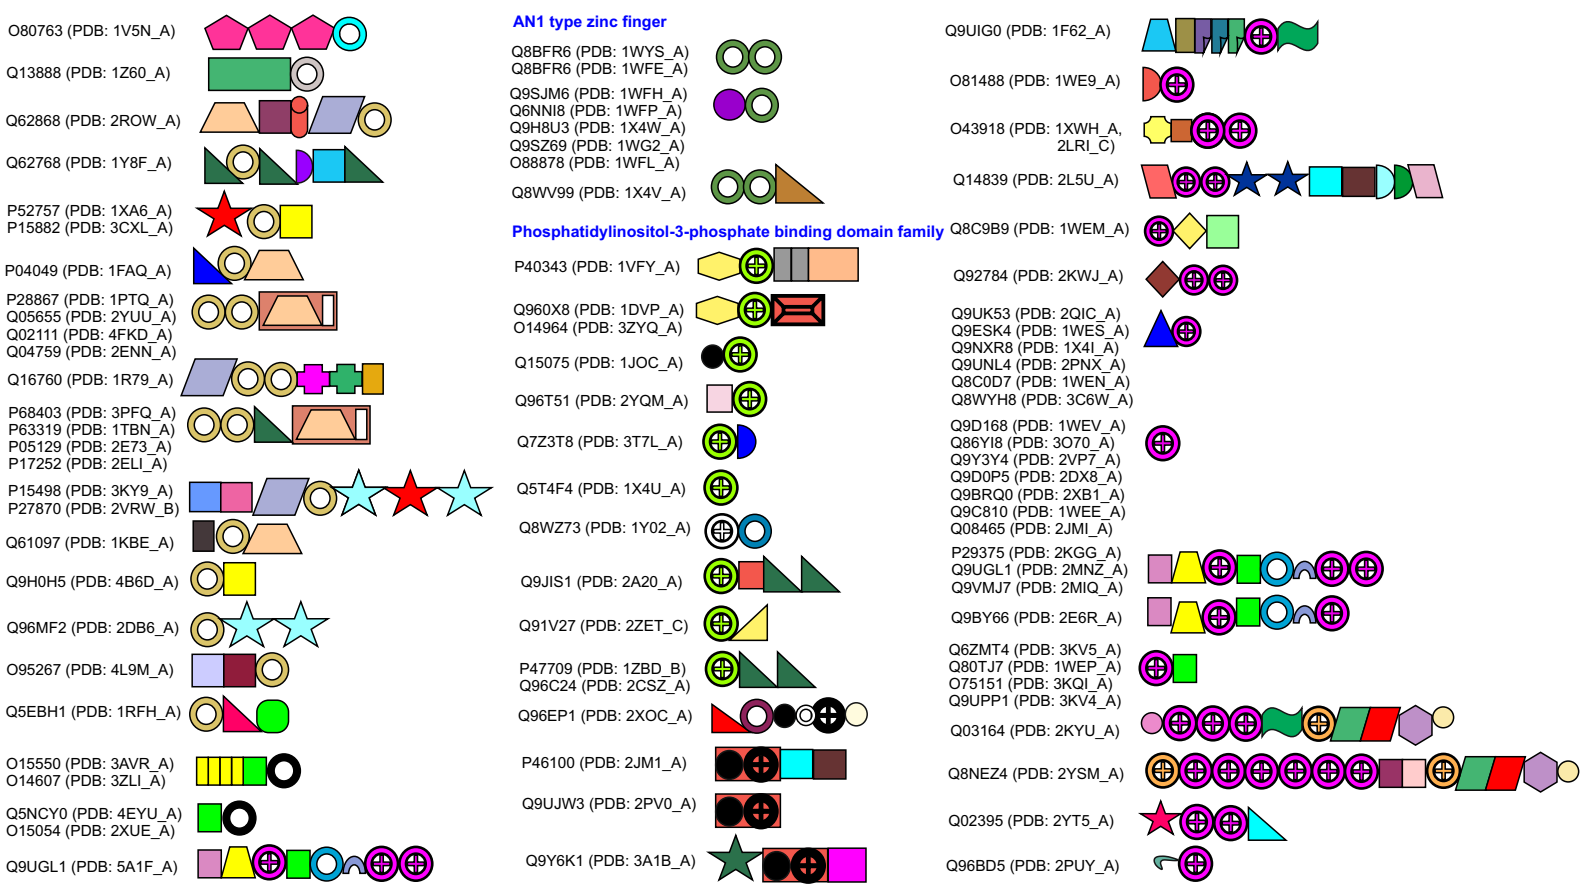 O80763 (PDB: 1V5N_A)
Q13888 (PDB: 1Z60_A)
Q62868 (PDB: 2ROW_A)
Q62768 (PDB: 1Y8F_A)
P52757 (PDB: 1XA6_A)
P15882 (PDB: 3CXL_A)
P04049 (PDB: 1FAQ_A)
P28867 (PDB: 1PTQ_A)
Q05655 (PDB: 2YUU_A)
Q02111 (PDB: 4FKD_A)
Q04759 (PDB: 2ENN_A)
Q16760 (PDB: 1R79_A)
P68403 (PDB: 3PFQ_A)
P63319 (PDB: 1TBN_A)
P05129 (PDB: 2E73_A)
P17252 (PDB: 2ELI_A)
P15498 (PDB: 3KY9_A)
P27870 (PDB: 2VRW_B)
Q61097 (PDB: 1KBE_A)
Q9H0H5 (PDB: 4B6D_A)
Q96MF2 (PDB: 2DB6_A)
O95267 (PDB: 4L9M_A)
Q5EBH1 (PDB: 1RFH_A)
O15550 (PDB: 3AVR_A)
O14607 (PDB: 3ZLI_A)
Q5NCY0 (PDB: 4EYU_A)
O15054 (PDB: 2XUE_A)
Q9UGL1 (PDB: 5A1F_A)
AN1 type zinc finger
Q8BFR6 (PDB: 1WYS_A)
Q8BFR6 (PDB: 1WFE_A)
Q9SJM6 (PDB: 1WFH_A)
Q6NNI8 (PDB: 1WFP_A)
Q9H8U3 (PDB: 1X4W_A)
Q9SZ69 (PDB: 1WG2_A)
O88878 (PDB: 1WFL_A)
Q8WV99 (PDB: 1X4V_A)
Phosphatidylinositol-3-phosphate binding domain family
P40343 (PDB: 1VFY_A)
Q960X8 (PDB: 1DVP_A)
O14964 (PDB: 3ZYQ_A)
Q15075 (PDB: 1JOC_A)
Q96T51 (PDB: 2YQM_A)
Q7Z3T8 (PDB: 3T7L_A)
Q5T4F4 (PDB: 1X4U_A)
Q8WZ73 (PDB: 1Y02_A)
Q9JIS1 (PDB: 2A20_A)
Q91V27 (PDB: 2ZET_C)
P47709 (PDB: 1ZBD_B)
Q96C24 (PDB: 2CSZ_A)
Q96EP1 (PDB: 2XOC_A)
P46100 (PDB: 2JM1_A)
Q9UJW3 (PDB: 2PV0_A)
Q9Y6K1 (PDB: 3A1B_A)
Q9UIG0 (PDB: 1F62_A)
O81488 (PDB: 1WE9_A)
O43918 (PDB: 1XWH_A,
2LRI_C)
Q14839 (PDB: 2L5U_A)
Q8C9B9 (PDB: 1WEM_A)
Q92784 (PDB: 2KWJ_A)
Q9UK53 (PDB: 2QIC_A)
Q9ESK4 (PDB: 1WES_A)
Q9NXR8 (PDB: 1X4I_A)
Q9UNL4 (PDB: 2PNX_A)
Q8C0D7 (PDB: 1WEN_A)
Q8WYH8 (PDB: 3C6W_A)
Q9D168 (PDB: 1WEV_A)
Q86YI8 (PDB: 3O70_A)
Q9Y3Y4 (PDB: 2VP7_A)
Q9D0P5 (PDB: 2DX8_A)
Q9BRQ0 (PDB: 2XB1_A)
Q9C810 (PDB: 1WEE_A)
Q08465 (PDB: 2JMI_A)
P29375 (PDB: 2KGG_A)
Q9UGL1 (PDB: 2MNZ_A)
Q9VMJ7 (PDB: 2MIQ_A)
Q9BY66 (PDB: 2E6R_A)
Q6ZMT4 (PDB: 3KV5_A)
Q80TJ7 (PDB: 1WEP_A)
O75151 (PDB: 3KQI_A)
Q9UPP1 (PDB: 3KV4_A)
Q03164 (PDB: 2KYU_A)
Q8NEZ4 (PDB: 2YSM_A)
Q02395 (PDB: 2YT5_A)
Q96BD5 (PDB: 2PUY_A)